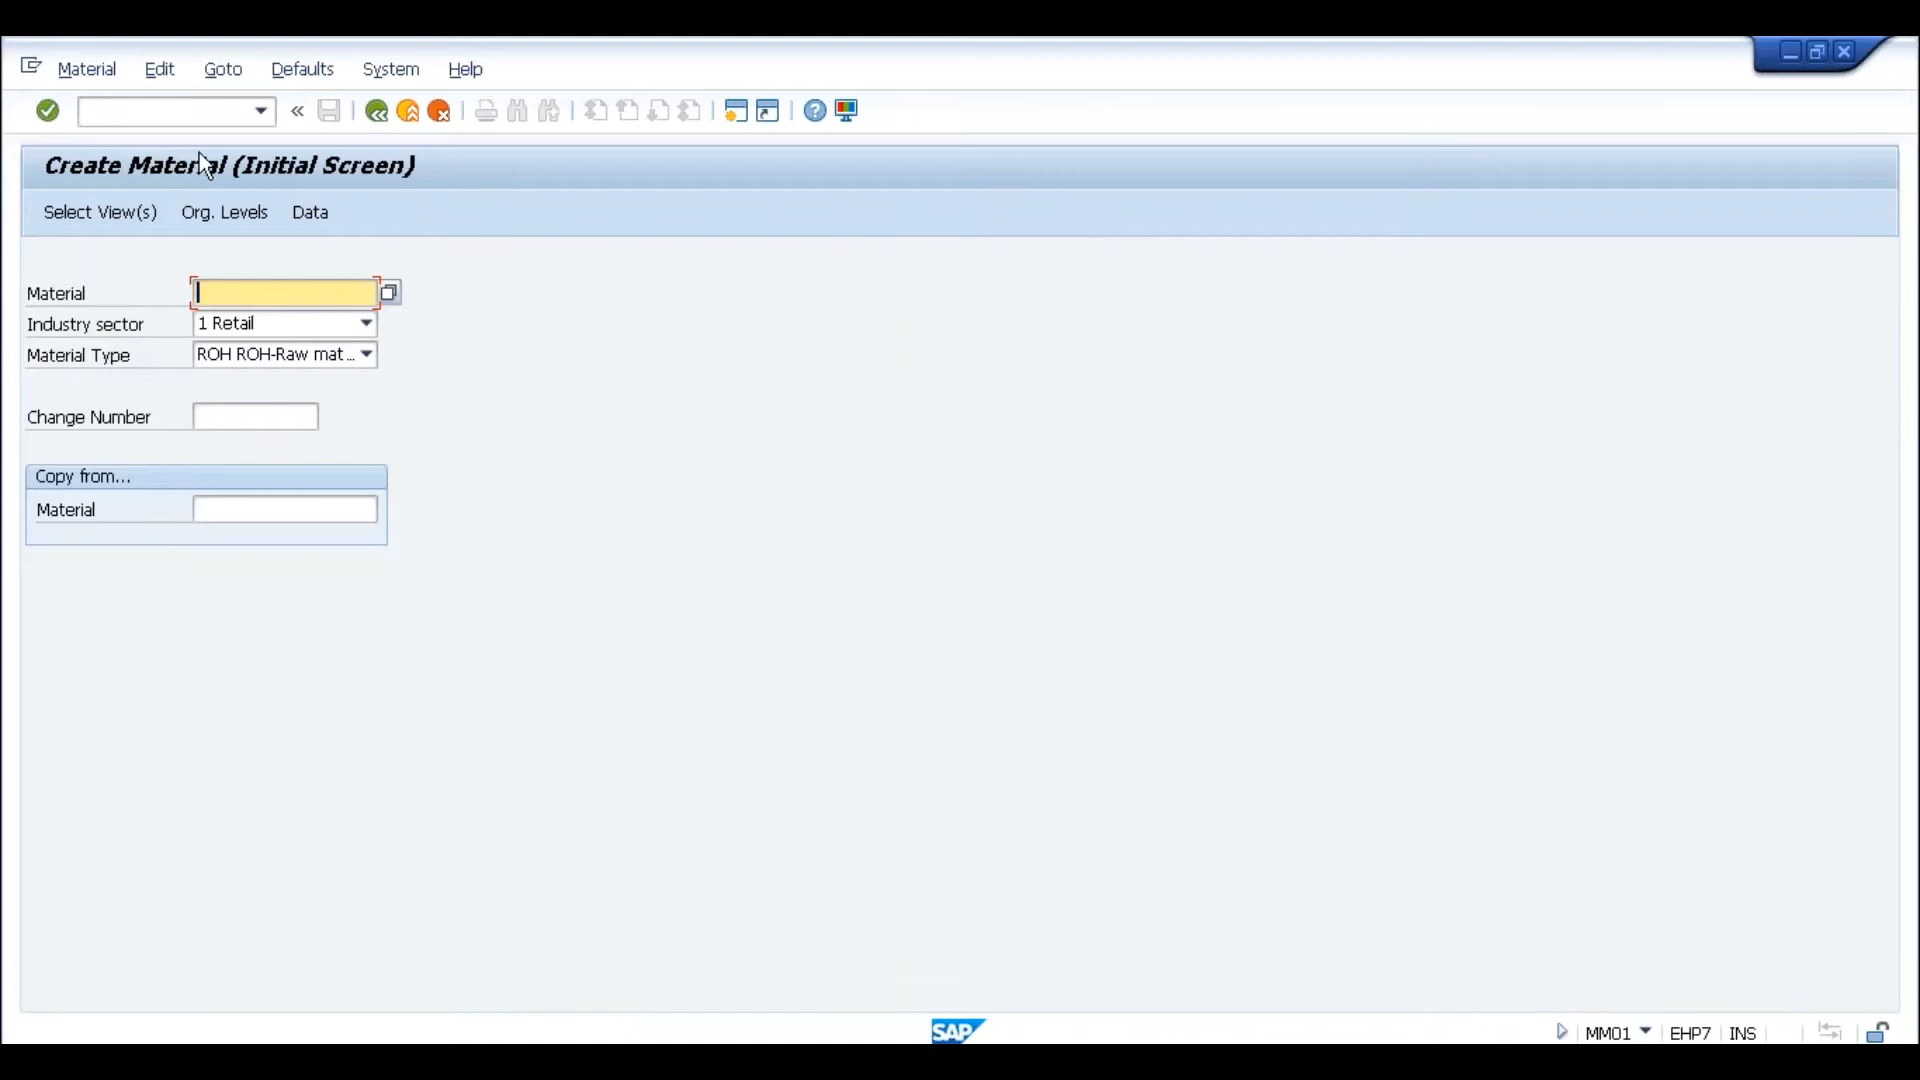 Material Edit Goto Defaults System Help
Create Material (Initial Screen)
Select View(s) Org. Levels Data
Material
Industry sector 1 Retail
Material Type ROH ROH-Raw mat...
Change Number
Copy from...
Material
SAP MM01 EHP7 INS